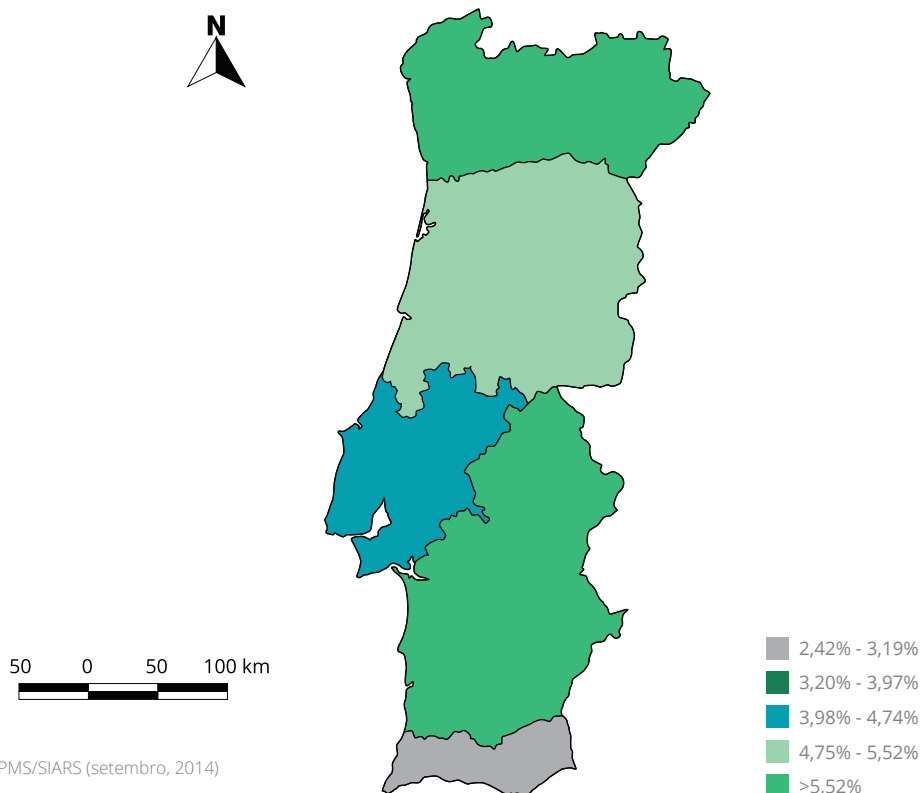 N
50 0 50 100 km
2,42% - 3,19%
3,20% - 3,97%
3,98% - 4,74%
4,75% - 5,52%
>5,52%
PMS/SIARS (setembro, 2014)